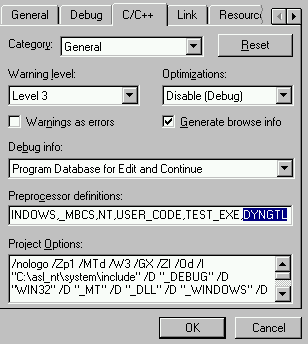 General Debug C/C++ Link Resourc
Category: General Reset
Warning level: Optimizations:
Level 3 Disable (Debug)
Warnings as errors Generate browse info
Debug info:
Program Database for Edit and Continue
Preprocessor definitions:
INDOWS,_MBCS,NT,USER_CODE,TEST_EXE,DYNGTL
Project Options:
/nologo /Zp1 /MTd /W3 /GX /ZI /Od /I
"C:\asl_nt\system\include" /D "_DEBUG" /D
"WIN32" /D "_MT" /D "_DLL" /D "_WINDOWS" /D
OK Cancel